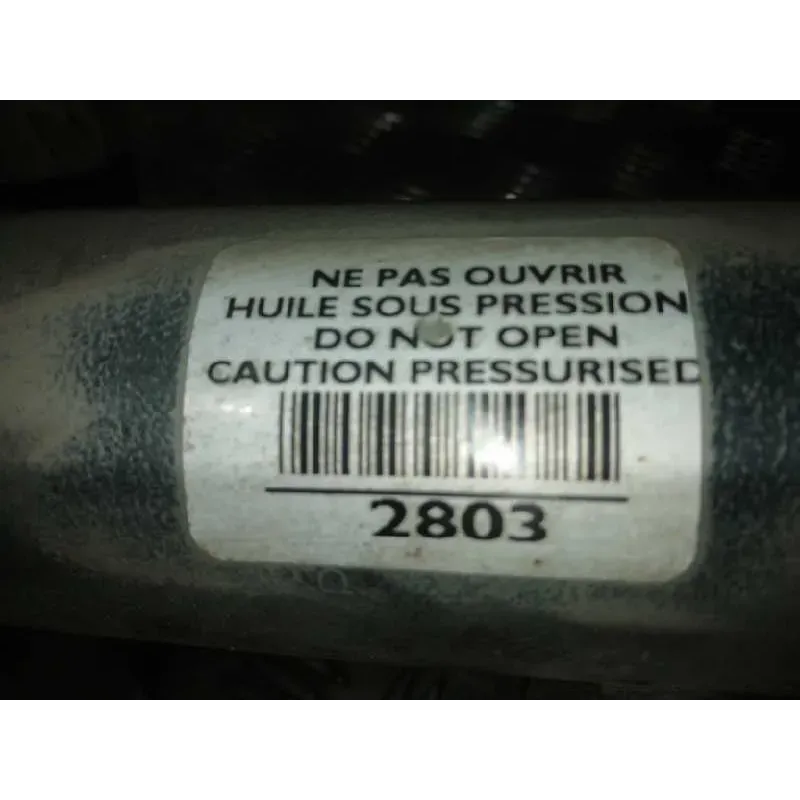 NE PAS OUVRIR
HUILE SOUS PRESSION
DO NOT OPEN
CAUTION PRESSURISED
2803